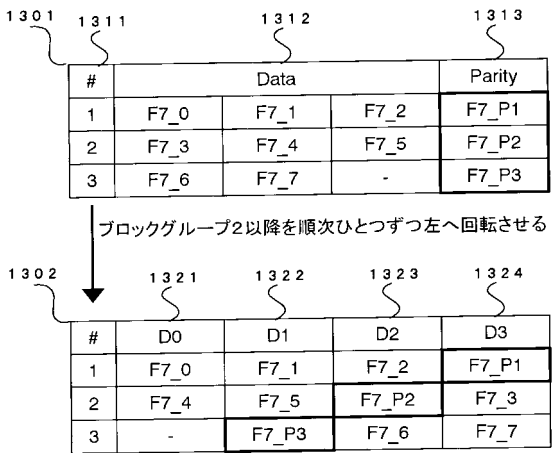 1301 1311 1312 1313
# Data Parity
1 F7_0 F7_1 F7_2 F7_P1
2 F7_3 F7_4 F7_5 F7_P2
3 F7_6 F7_7 - F7_P3
ブロックグループ2以降を順次ひとつずつ左へ回転させる
1302 1321 1322 1323 1324
# D0 D1 D2 D3
1 F7_0 F7_1 F7_2 F7_P1
2 F7_4 F7_5 F7_P2 F7_3
3 - F7_P3 F7_6 F7_7